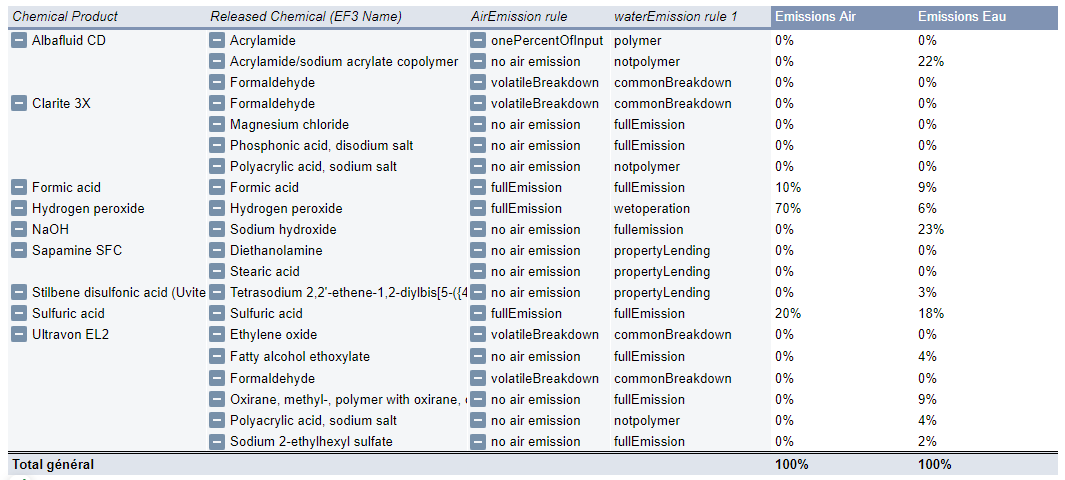 Chemical Product Released Chemical (EF3 Name) AirEmission rule waterEmission rule 1 Emissions Air Emissions Eau
Albafluid CD Acrylamide onePercentOfInput polymer 0% 0%
Acrylamide/sodium acrylate copolymer no air emission notpolymer 0% 22%
Formaldehyde volatileBreakdown commonBreakdown 0% 0%
Clarite 3X Formaldehyde volatileBreakdown commonBreakdown 0% 0%
Magnesium chloride no air emission fullEmission 0% 0%
Phosphonic acid, disodium salt no air emission fullEmission 0% 0%
Polyacrylic acid, sodium salt no air emission notpolymer 0% 0%
Formic acid Formic acid fullEmission fullEmission 10% 9%
Hydrogen peroxide Hydrogen peroxide fullEmission wetoperation 70% 6%
NaOH Sodium hydroxide no air emission fullemission 0% 23%
Sapamine SFC Diethanolamine no air emission propertyLending 0% 0%
Stearic acid no air emission propertyLending 0% 0%
Stilbene disulfonic acid (Uvite Tetrasodium 2,2'-ethene-1,2-diylbis[5-({4 no air emission propertyLending 0% 3%
Sulfuric acid Sulfuric acid fullEmission fullEmission 20% 18%
Ultravon EL2 Ethylene oxide volatileBreakdown commonBreakdown 0% 0%
Fatty alcohol ethoxylate no air emission fullEmission 0% 4%
Formaldehyde volatileBreakdown commonBreakdown 0% 0%
Oxirane, methyl-, polymer with oxirane, no air emission fullEmission 0% 9%
Polyacrylic acid, sodium salt no air emission notpolymer 0% 4%
Sodium 2-ethylhexyl sulfate no air emission fullEmission 0% 2%
Total général 100% 100%